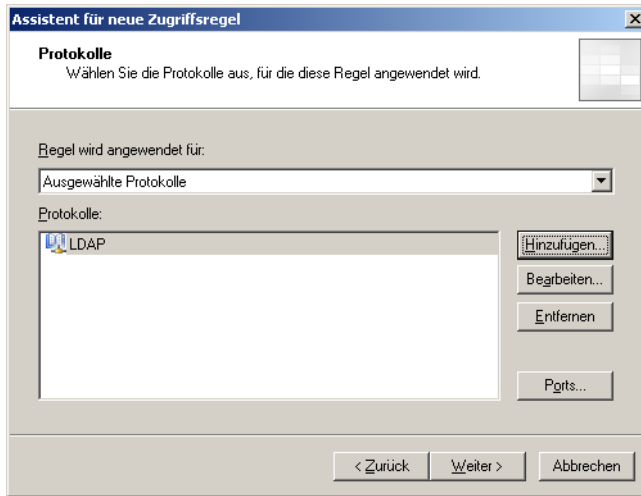 Assistent für neue Zugriffsregel
Protokolle
Wählen Sie die Protokolle aus, für die diese Regel angewendet wird.
Regel wird angewendet für:
Ausgewählte Protokolle
Protokolle:
LDAP
Hinzufügen...
Bearbeiten...
Entfernen
Ports...
< Zurück Weiter > Abbrechen